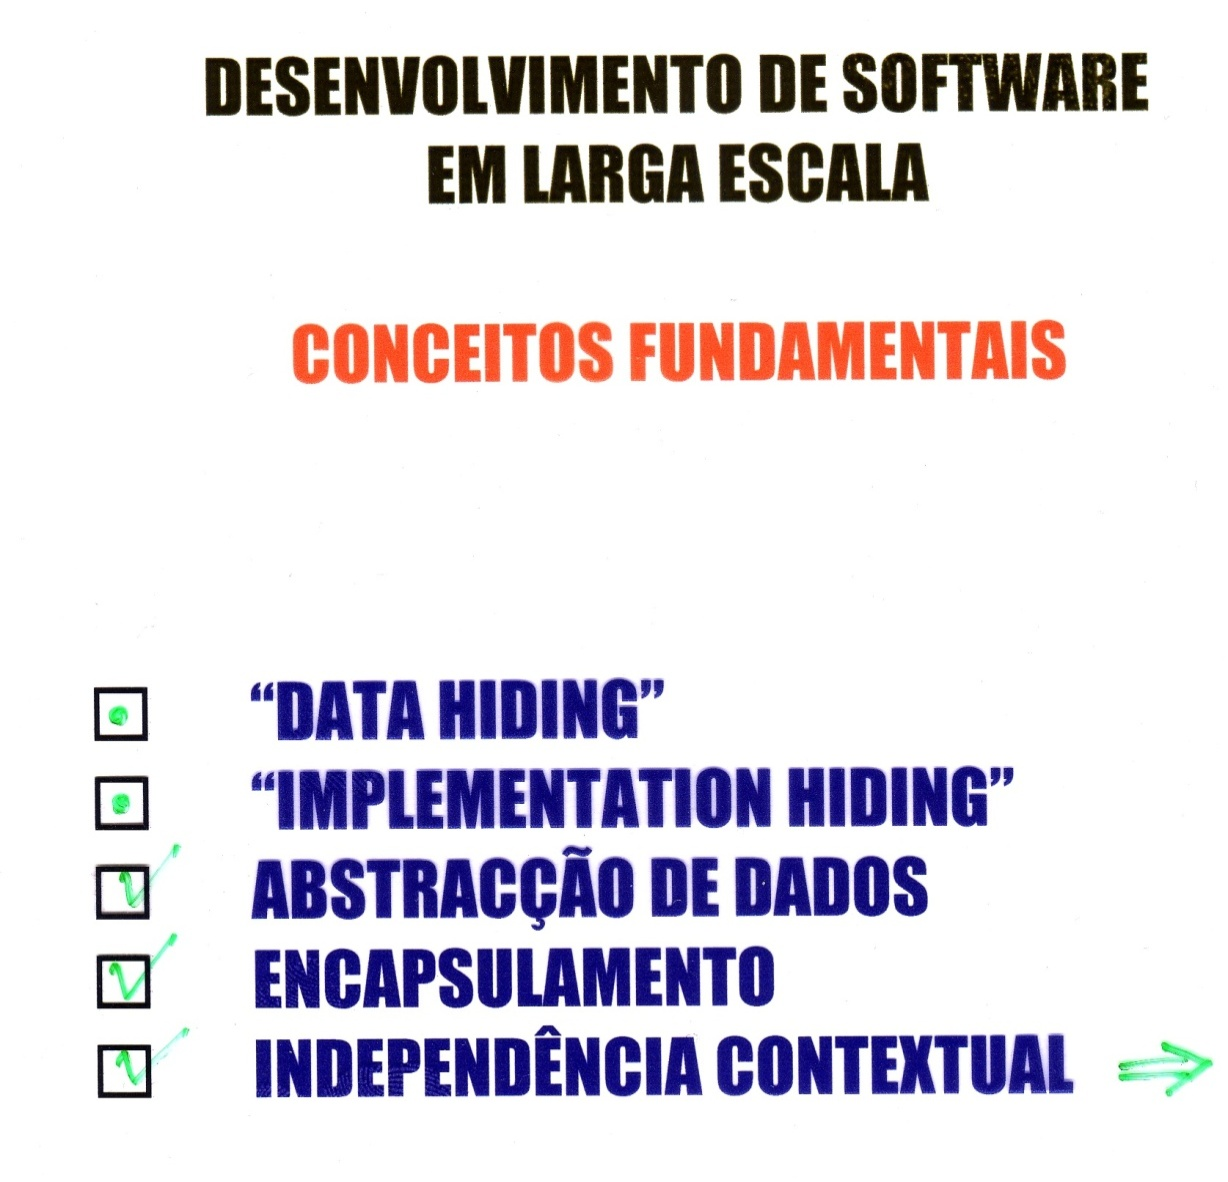 DESENVOLVIMENTO DE SOFTWARE
EM LARGA ESCALA
CONCEITOS FUNDAMENTAIS
“DATA HIDING”
“IMPLEMENTATION HIDING”
ABSTRACÇÃO DE DADOS
ENCAPSULAMENTO
INDEPENDÊNCIA CONTEXTUAL